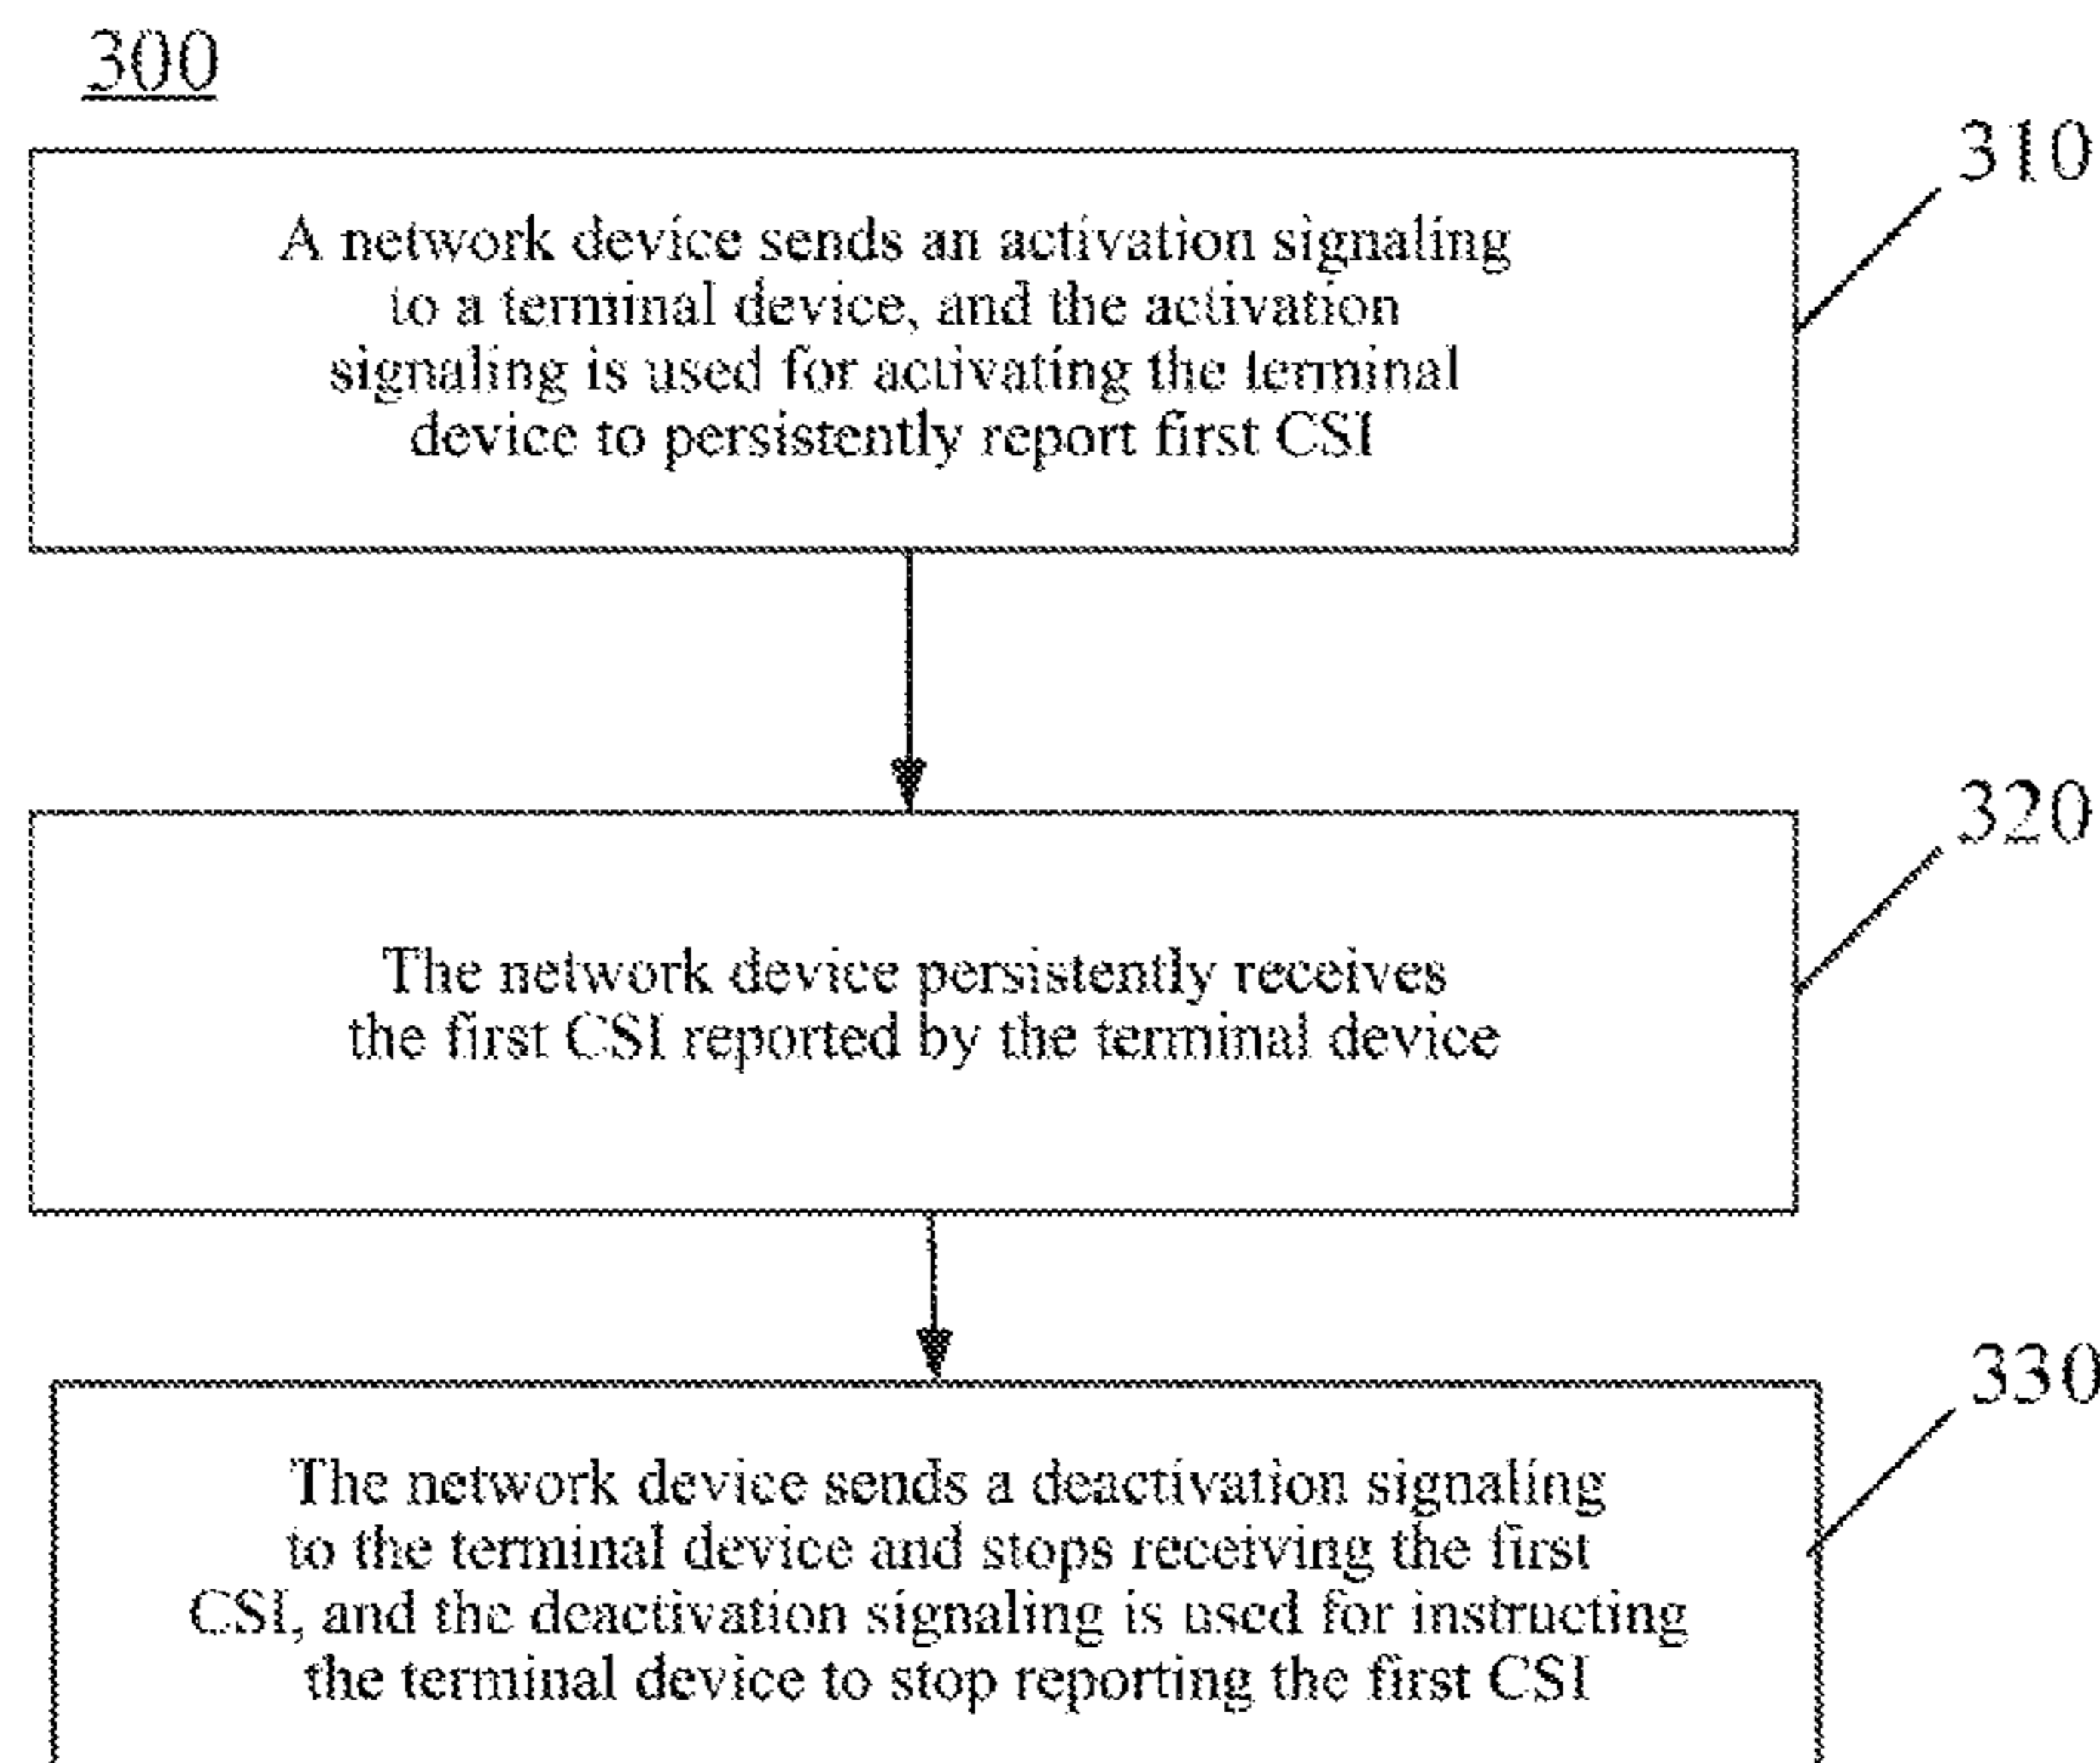 300
310
A network device sends an activation signaling
to a terminal device, and the activation
signaling is used for activating the terminal
device to persistently report first CSI
320
The network device persistently receives
the first CSI reported by the terminal device
330
The network device sends a deactivation signaling
to the terminal device and stops receiving the first
CSI, and the deactivation signaling is used for instructing
the terminal device to stop reporting the first CSI